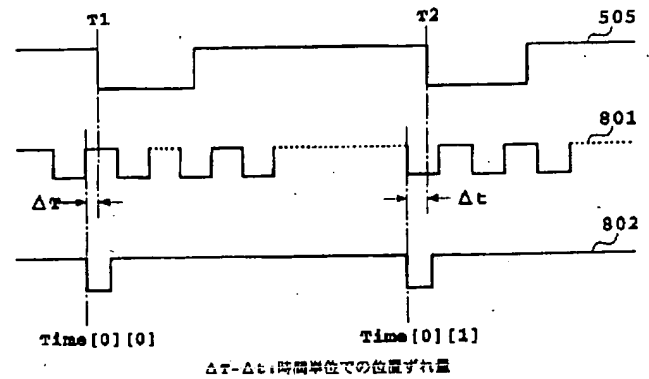 T1 T2 505
801
ΔT Δt
802
Time[0][0] Time[0][1]
ΔT-Δt:時間単位での位置ずれ量